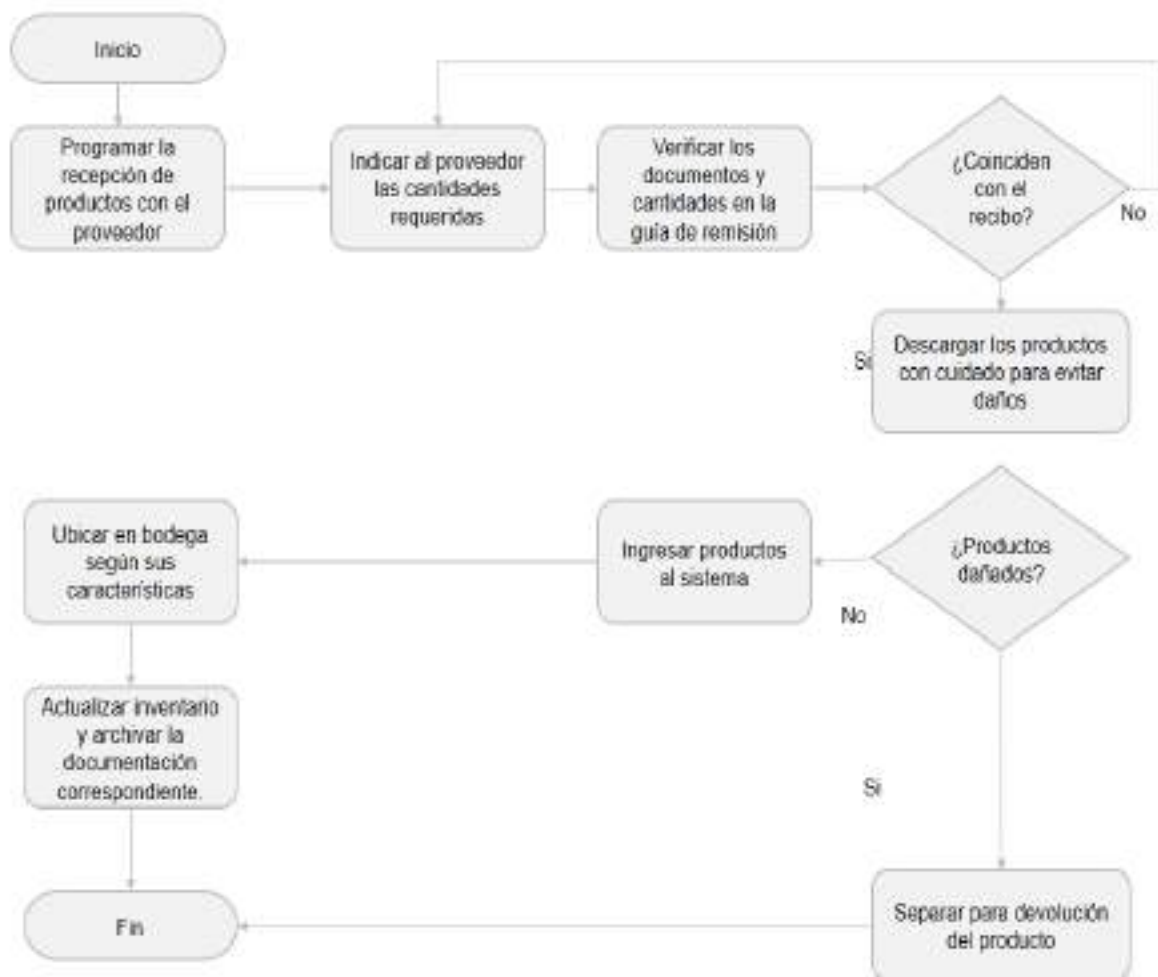 Inicio
Programar la
recepción de
productos con el
proveedor
Indicar al proveedor
las cantidades
requeridas
Verificar los
documentos y
cantidades en la
guía de remisión
¿Coinciden
con el
recibo?
No
Si
Descargar los productos
con cuidado para evitar
daños
¿Productos
dañados?
No
Ingresar productos
al sistema
Ubicar en bodega
según sus
características
Actualizar inventario
y archivar la
documentación
correspondiente.
Si
Separar para devolución
del producto
Fin